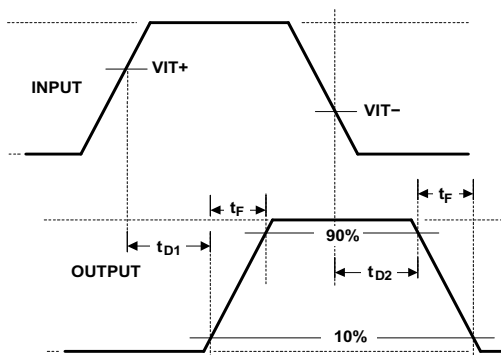 VIT+
INPUT
VIT−
tF
tF
90%
tD1
OUTPUT
tD2
10%